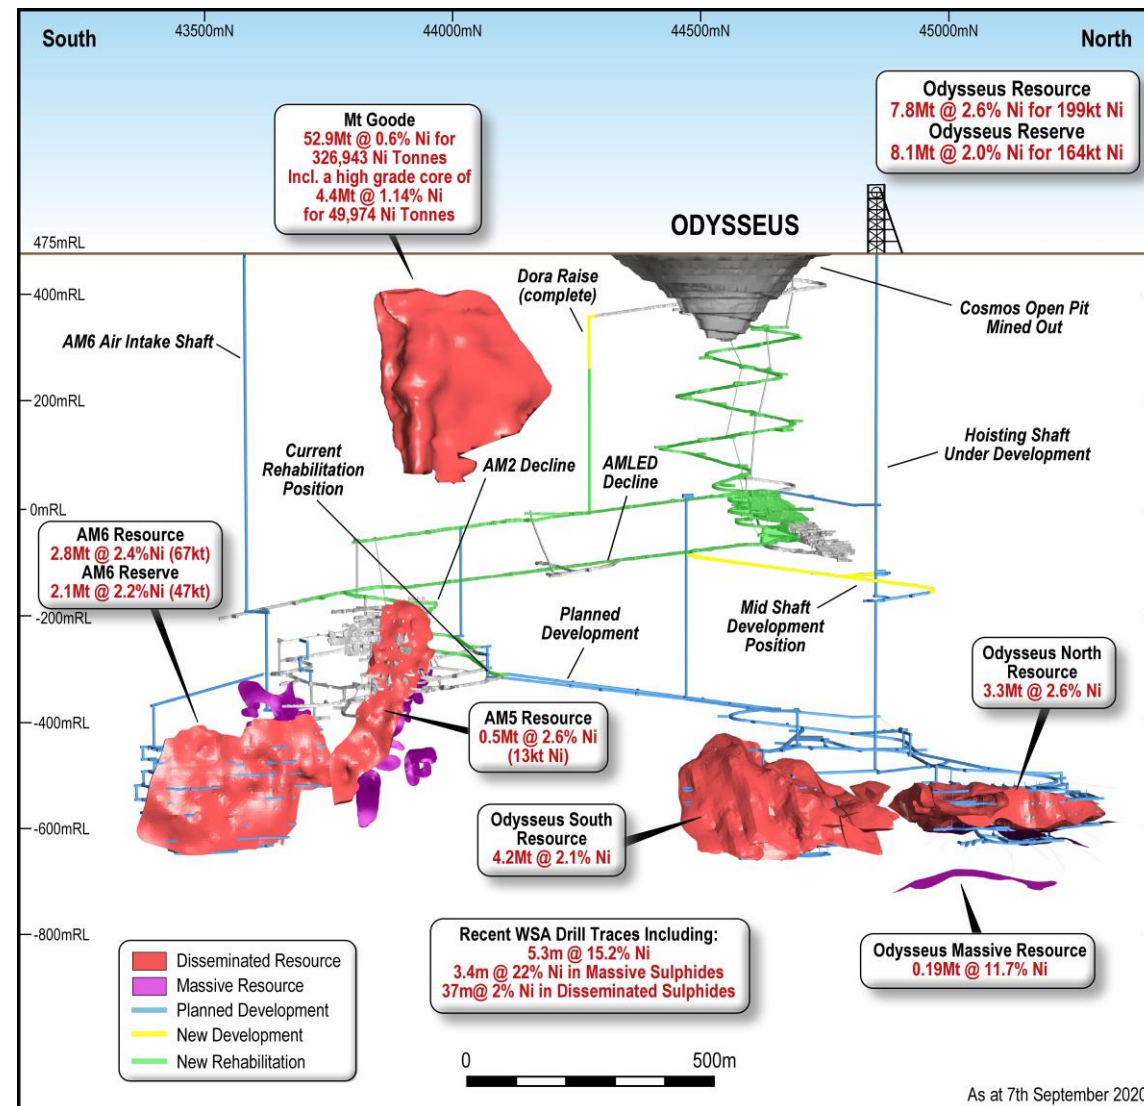 South
43500mN
44000mN
44500mN
45000mN
North
Mt Goode
52.9Mt @ 0.6% Ni for
326,943 Ni Tonnes
Incl. a high grade core of
4.4Mt @ 1.14% Ni
for 49,974 Ni Tonnes
Odysseus Resource
7.8Mt @ 2.6% Ni for 199kt Ni
Odysseus Reserve
8.1Mt @ 2.0% Ni for 164kt Ni
ODYSSEUS
475mRL
400mRL
200mRL
0mRL
-200mRL
-400mRL
-600mRL
-800mRL
AM6 Air Intake Shaft
Dora Raise
(complete)
Cosmos Open Pit
Mined Out
Current
Rehabilitation
Position
AM2 Decline
AMLED
Decline
Hoisting Shaft
Under Development
AM6 Resource
2.8Mt @ 2.4%Ni (67kt)
AM6 Reserve
2.1Mt @ 2.2%Ni (47kt)
Planned
Development
Mid Shaft
Development
Position
Odysseus North
Resource
3.3Mt @ 2.6% Ni
AM5 Resource
0.5Mt @ 2.6% Ni
(13kt Ni)
Odysseus South
Resource
4.2Mt @ 2.1% Ni
Recent WSA Drill Traces Including:
5.3m @ 15.2% Ni
3.4m @ 22% Ni in Massive Sulphides
37m@ 2% Ni in Disseminated Sulphides
Odysseus Massive Resource
0.19Mt @ 11.7% Ni
Disseminated Resource
Massive Resource
Planned Development
New Development
New Rehabilitation
0
500m
As at 7th September 2020